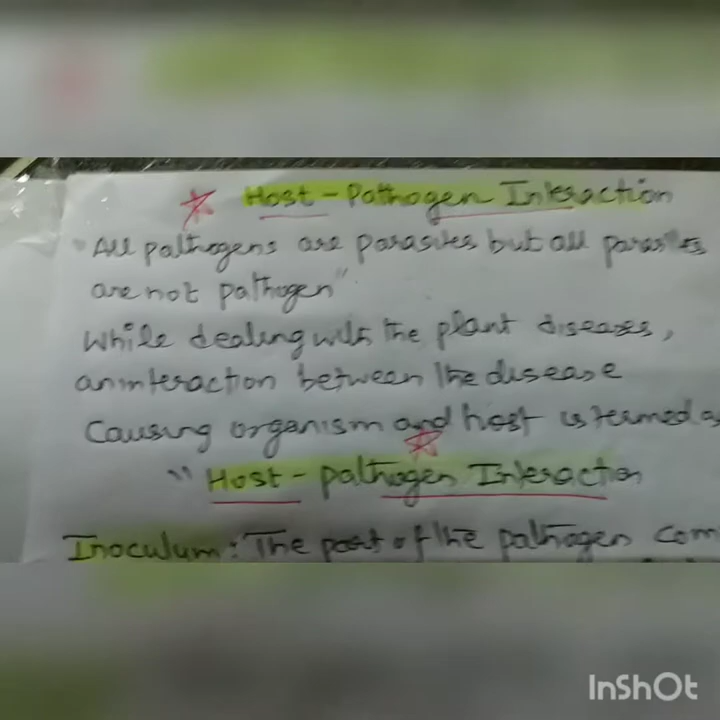 Host - Pathogen Interaction
"All pathogens are parasites but all parasites
are not pathogen"
While dealing with the plant diseases,
an interaction between the disease
causing organism and host is termed as
"Host - pathogen Interaction
Inoculum: The part of the pathogen com
InShOt